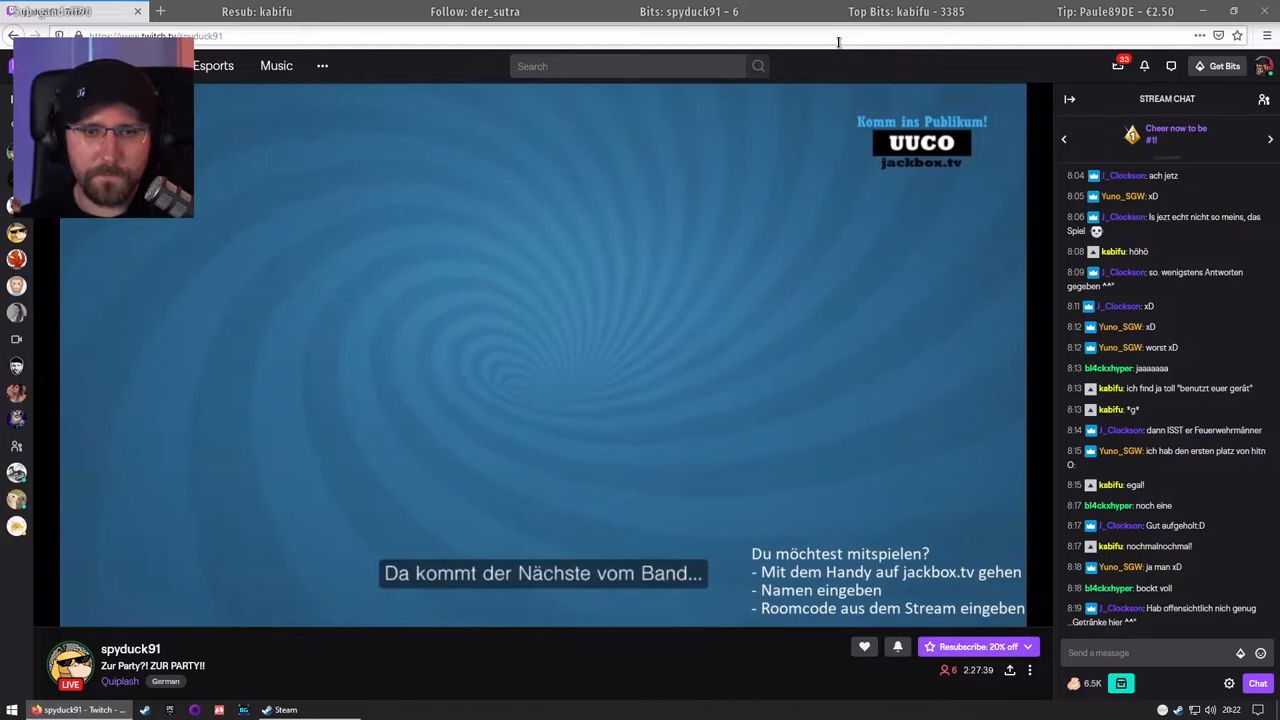 Resub: kabifu
Follow: der_sutra
Bits: spyduck91 - 6
Top Bits: kabifu - 3385
Tip: Paule89DE - €2.50
https://www.twitch.tv/spyduck91
Esports
Music
Search
33
Get Bits
Komm ins Publikum!
UUCO
jackbox.tv
STREAM CHAT
Cheer now to be
#1!
8:04 J_Clockson: ach jetz
8:05 Yuno_SGW: xD
8:06 J_Clockson: Is jezt echt nicht so meins, das
Spiel
8:08 kabifu: höhö
8:09 J_Clockson: so. wenigstens Antworten
gegeben ^^"
8:11 J_Clockson: xD
8:12 Yuno_SGW: xD
8:12 Yuno_SGW: worst xD
8:13 bl4ckxhyper: jaaaaaaa
8:13 kabifu: ich find ja toll "benutzt euer gerät"
8:13 kabifu: *g*
8:14 J_Clockson: dann ISST er Feuerwehrmänner
8:15 Yuno_SGW: ich hab den ersten platz von hitn
O:
8:15 kabifu: egal!
8:17 bl4ckxhyper: noch eine
8:17 J_Clockson: Gut aufgeholt:D
8:17 kabifu: nochmalnochmal!
8:18 Yuno_SGW: ja man xD
8:18 bl4ckxhyper: bockt voll
8:19 J_Clockson: Hab offensichtlich nich genug
...Getränke hier ^^"
Da kommt der Nächste vom Band...
Du möchtest mitspielen?
- Mit dem Handy auf jackbox.tv gehen
- Namen eingeben
- Roomcode aus dem Stream eingeben
spyduck91
Zur Party?! ZUR PARTY!!
LIVE
Quiplash
German
Resubscribe: 20% off
6
2:27:39
Send a message
6.5K
Chat
spyduck91 - Twitch - ...
Steam
20:22